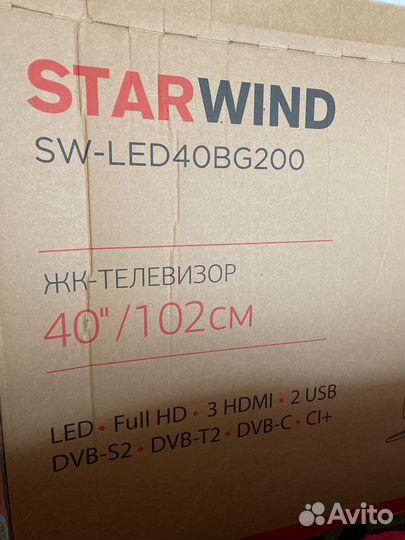 STARWIND
SW-LED40BG200
ЖК-ТЕЛЕВИЗОР
40"/102см
LED • Full HD • 3 HDMI • 2 USB
DVB-S2 • DVB-T2 • DVB-C • CI+
Avito